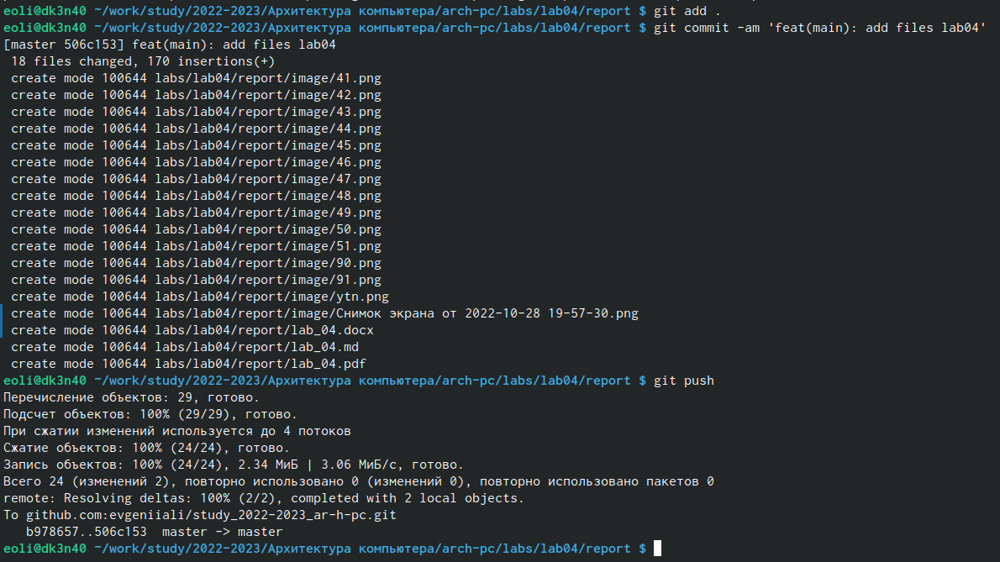 eoli@dk3n40 ~/work/study/2022-2023/Архитектура компьютера/arch-pc/labs/lab04/report $ git add .
eoli@dk3n40 ~/work/study/2022-2023/Архитектура компьютера/arch-pc/labs/lab04/report $ git commit -am 'feat(main): add files lab04'
[master 506c153] feat(main): add files lab04
 18 files changed, 170 insertions(+)
 create mode 100644 labs/lab04/report/image/41.png
 create mode 100644 labs/lab04/report/image/42.png
 create mode 100644 labs/lab04/report/image/43.png
 create mode 100644 labs/lab04/report/image/44.png
 create mode 100644 labs/lab04/report/image/45.png
 create mode 100644 labs/lab04/report/image/46.png
 create mode 100644 labs/lab04/report/image/47.png
 create mode 100644 labs/lab04/report/image/48.png
 create mode 100644 labs/lab04/report/image/49.png
 create mode 100644 labs/lab04/report/image/50.png
 create mode 100644 labs/lab04/report/image/51.png
 create mode 100644 labs/lab04/report/image/90.png
 create mode 100644 labs/lab04/report/image/91.png
 create mode 100644 labs/lab04/report/image/ytn.png
 create mode 100644 labs/lab04/report/image/Снимок экрана от 2022-10-28 19-57-30.png
 create mode 100644 labs/lab04/report/lab_04.docx
 create mode 100644 labs/lab04/report/lab_04.md
 create mode 100644 labs/lab04/report/lab_04.pdf
eoli@dk3n40 ~/work/study/2022-2023/Архитектура компьютера/arch-pc/labs/lab04/report $ git push
Перечисление объектов: 29, готово.
Подсчет объектов: 100% (29/29), готово.
При сжатии изменений используется до 4 потоков
Сжатие объектов: 100% (24/24), готово.
Запись объектов: 100% (24/24), 2.34 МиБ | 3.06 МиБ/с, готово.
Всего 24 (изменений 2), повторно использовано 0 (изменений 0), повторно использовано пакетов 0
remote: Resolving deltas: 100% (2/2), completed with 2 local objects.
To github.com:evgeniiali/study_2022-2023_ar-h-pc.git
   b978657..506c153  master -> master
eoli@dk3n40 ~/work/study/2022-2023/Архитектура компьютера/arch-pc/labs/lab04/report $